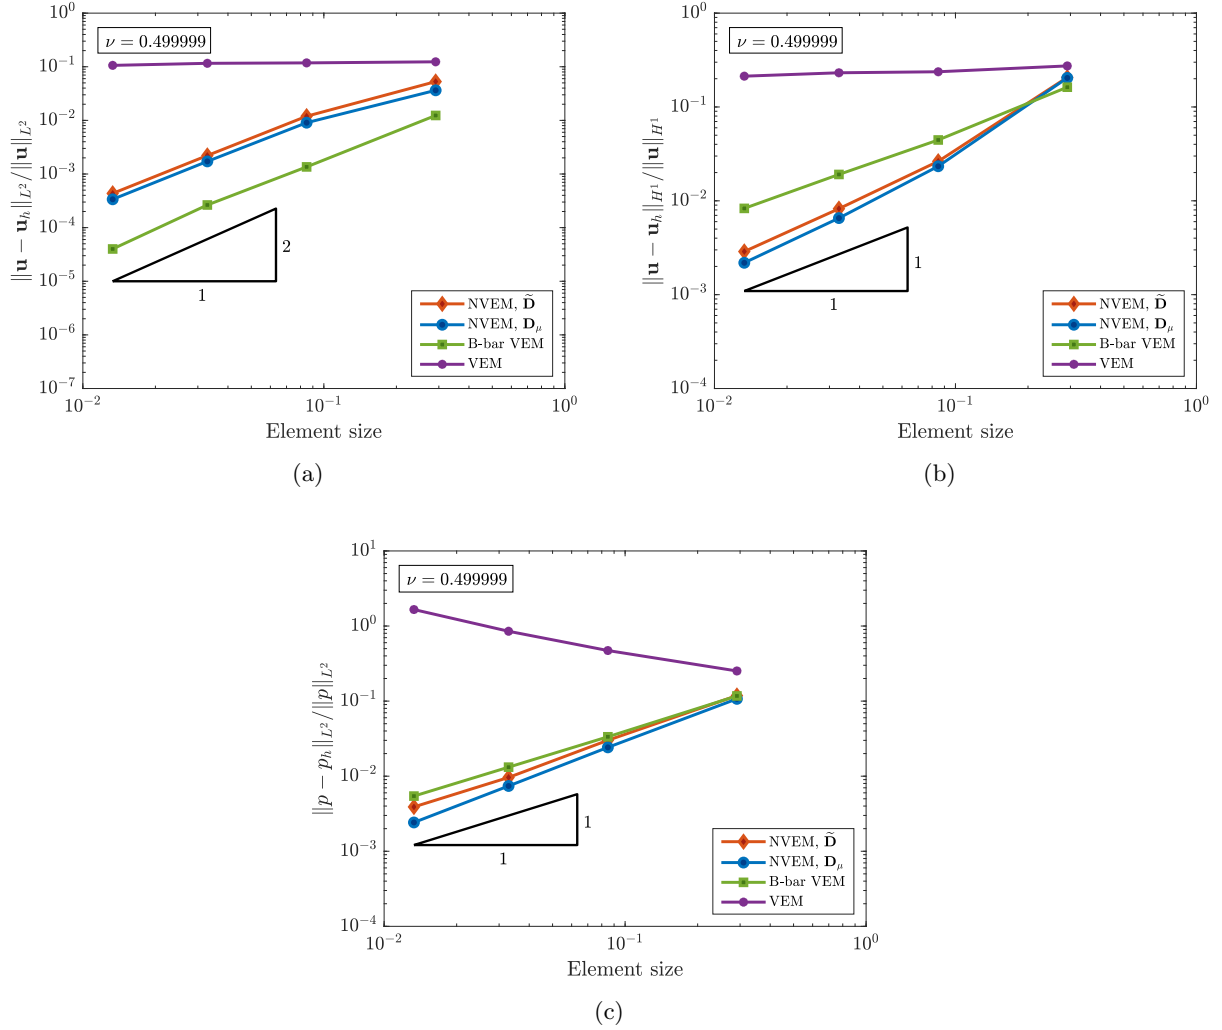 10^0
10^-1
10^-2
10^-3
10^-4
10^-5
10^-6
10^-7
‖𝐮 − 𝐮_h‖_{L^2}/‖𝐮‖_{L^2}
ν = 0.499999
2
1
NVEM, D̃
NVEM, D_μ
B-bar VEM
VEM
10^-2 10^-1 10^0
Element size
(a)
10^0
10^-1
10^-2
10^-3
10^-4
‖𝐮 − 𝐮_h‖_{H^1}/‖𝐮‖_{H^1}
ν = 0.499999
1
1
NVEM, D̃
NVEM, D_μ
B-bar VEM
VEM
10^-2 10^-1 10^0
Element size
(b)
10^1
10^0
10^-1
10^-2
10^-3
10^-4
‖p − p_h‖_{L^2}/‖p‖_{L^2}
ν = 0.499999
1
1
NVEM, D̃
NVEM, D_μ
B-bar VEM
VEM
10^-2 10^-1 10^0
Element size
(c)